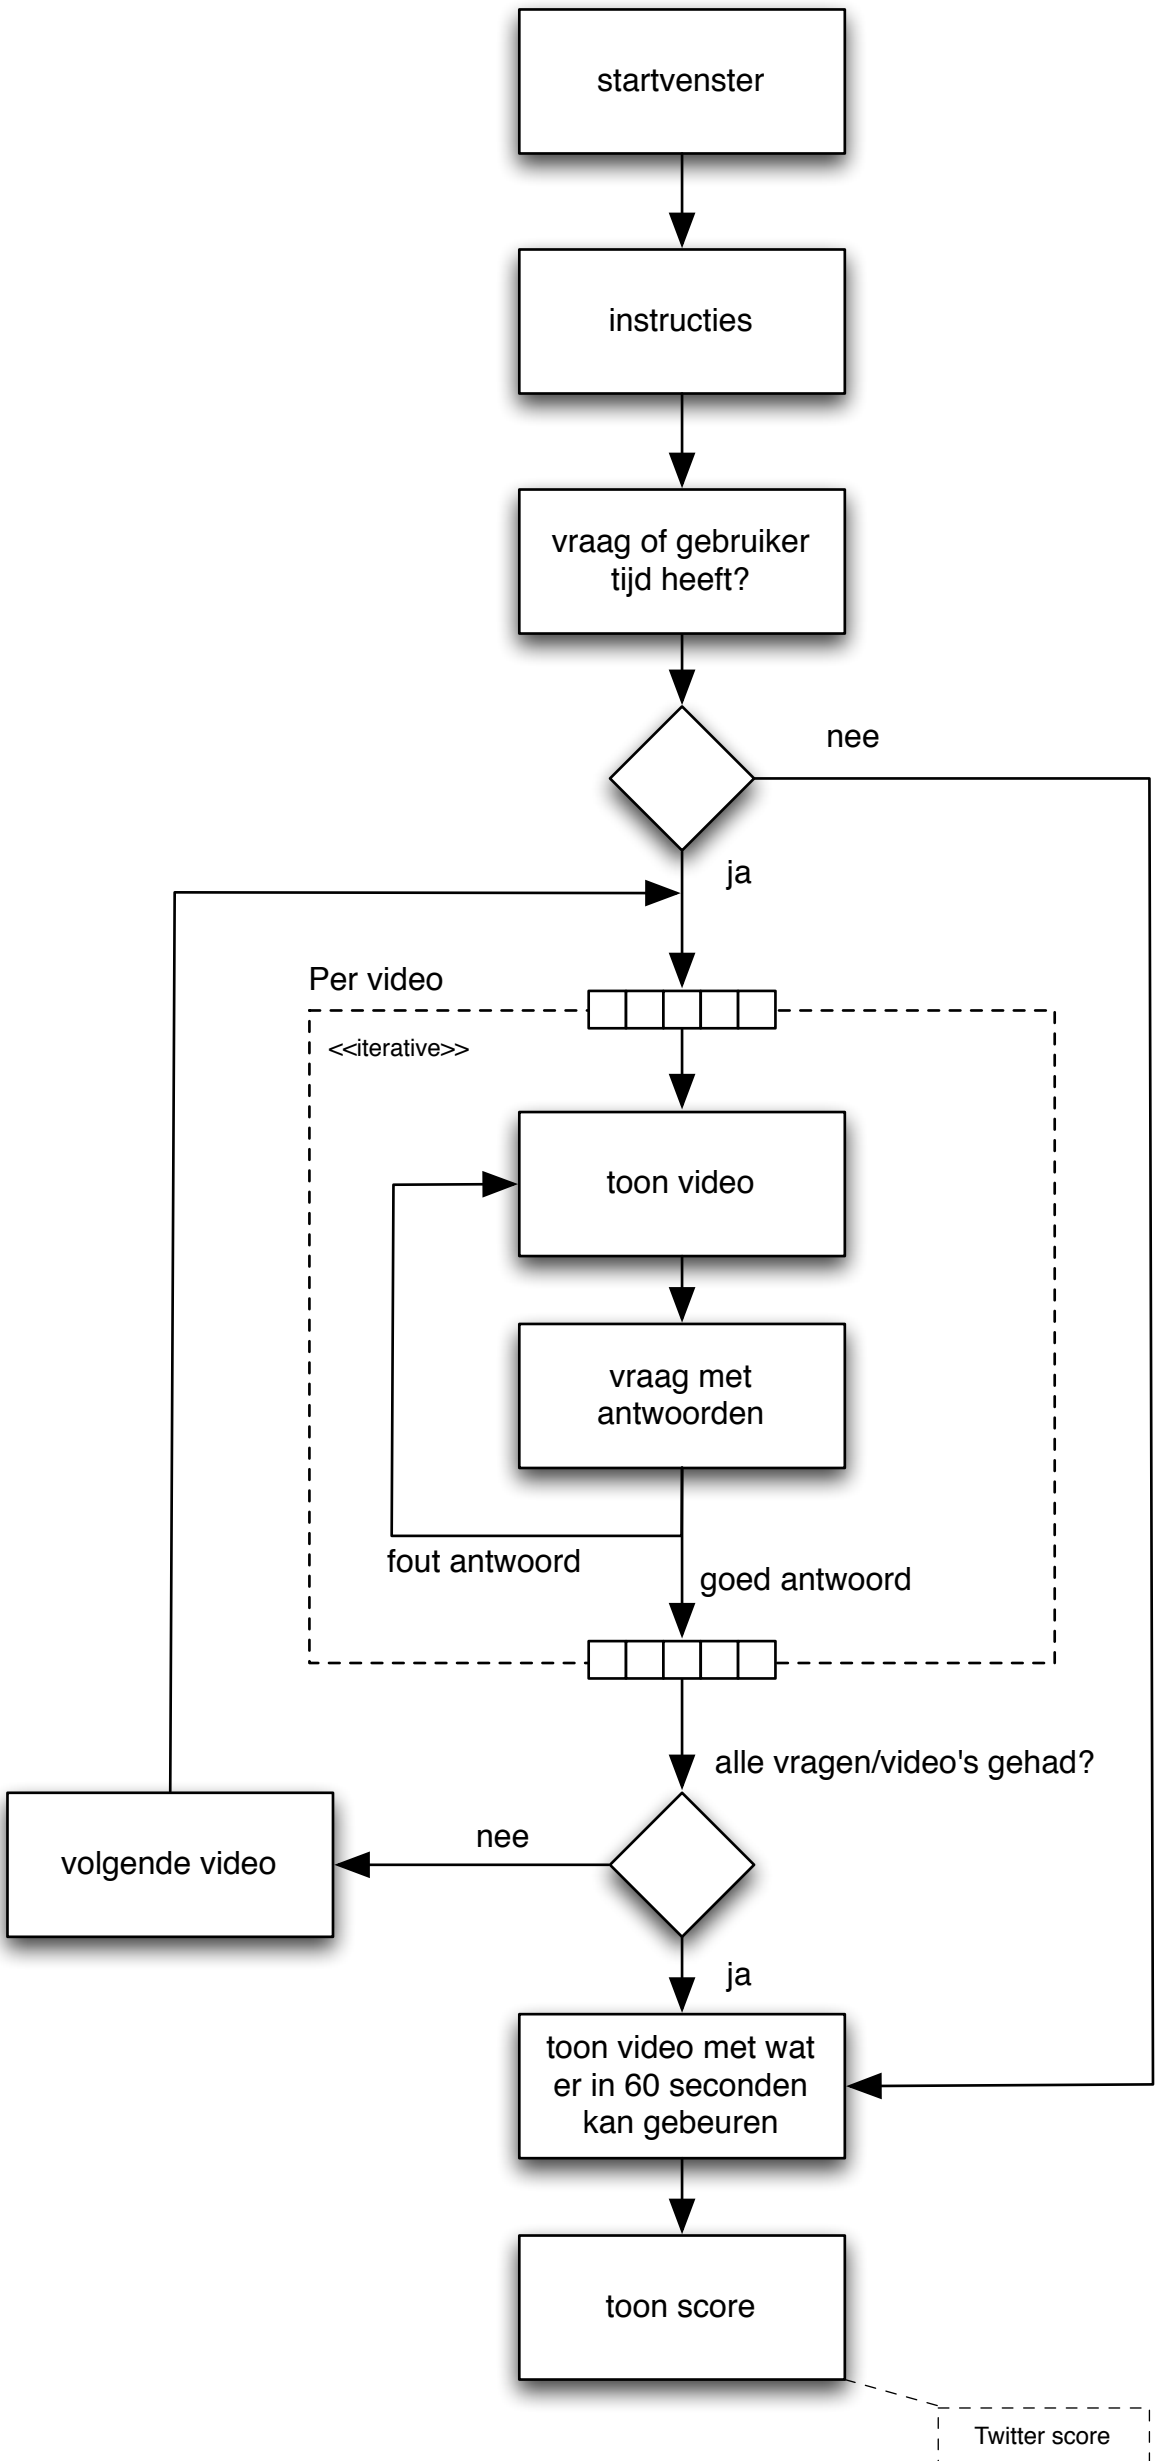 startvenster
instructies
vraag of gebruiker
tijd heeft?
nee
ja
Per video
<<iterative>>
toon video
vraag met
antwoorden
fout antwoord
goed antwoord
alle vragen/video's gehad?
nee
volgende video
ja
toon video met wat
er in 60 seconden
kan gebeuren
toon score
Twitter score